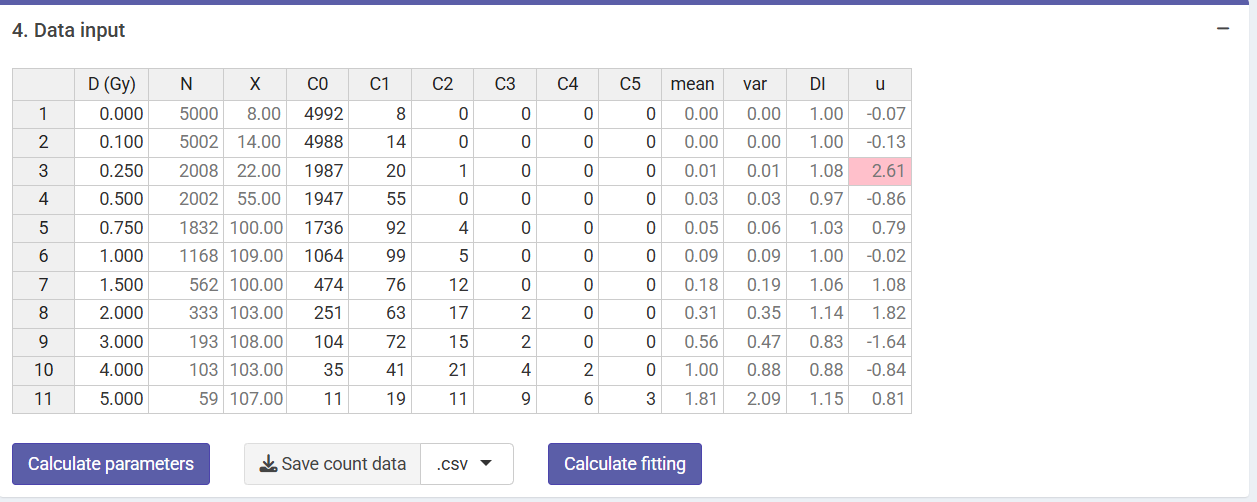 4. Data input
D (Gy) N X C0 C1 C2 C3 C4 C5 mean var DI u
1 0.000 5000 8.00 4992 8 0 0 0 0 0.00 0.00 1.00 -0.07
2 0.100 5002 14.00 4988 14 0 0 0 0 0.00 0.00 1.00 -0.13
3 0.250 2008 22.00 1987 20 1 0 0 0 0.01 0.01 1.08 2.61
4 0.500 2002 55.00 1947 55 0 0 0 0 0.03 0.03 0.97 -0.86
5 0.750 1832 100.00 1736 92 4 0 0 0 0.05 0.06 1.03 0.79
6 1.000 1168 109.00 1064 99 5 0 0 0 0.09 0.09 1.00 -0.02
7 1.500 562 100.00 474 76 12 0 0 0 0.18 0.19 1.06 1.08
8 2.000 333 103.00 251 63 17 2 0 0 0.31 0.35 1.14 1.82
9 3.000 193 108.00 104 72 15 2 0 0 0.56 0.47 0.83 -1.64
10 4.000 103 103.00 35 41 21 4 2 0 1.00 0.88 0.88 -0.84
11 5.000 59 107.00 11 19 11 9 6 3 1.81 2.09 1.15 0.81
Calculate parameters Save count data .csv Calculate fitting